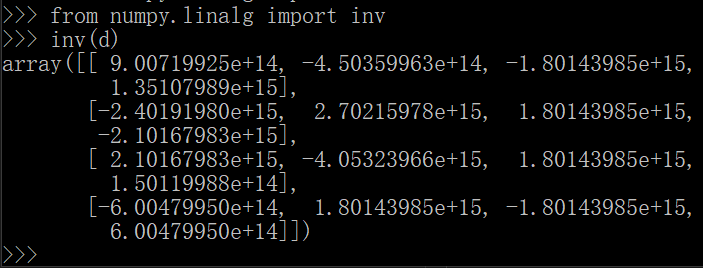 >>> from numpy.linalg import inv
>>> inv(d)
array([[ 9.00719925e+14, -4.50359963e+14, -1.80143985e+15,
1.35107989e+15],
[-2.40191980e+15, 2.70215978e+15, 1.80143985e+15,
-2.10167983e+15],
[ 2.10167983e+15, -4.05323966e+15, 1.80143985e+15,
1.50119988e+14],
[-6.00479950e+14, 1.80143985e+15, -1.80143985e+15,
6.00479950e+14]])
>>>